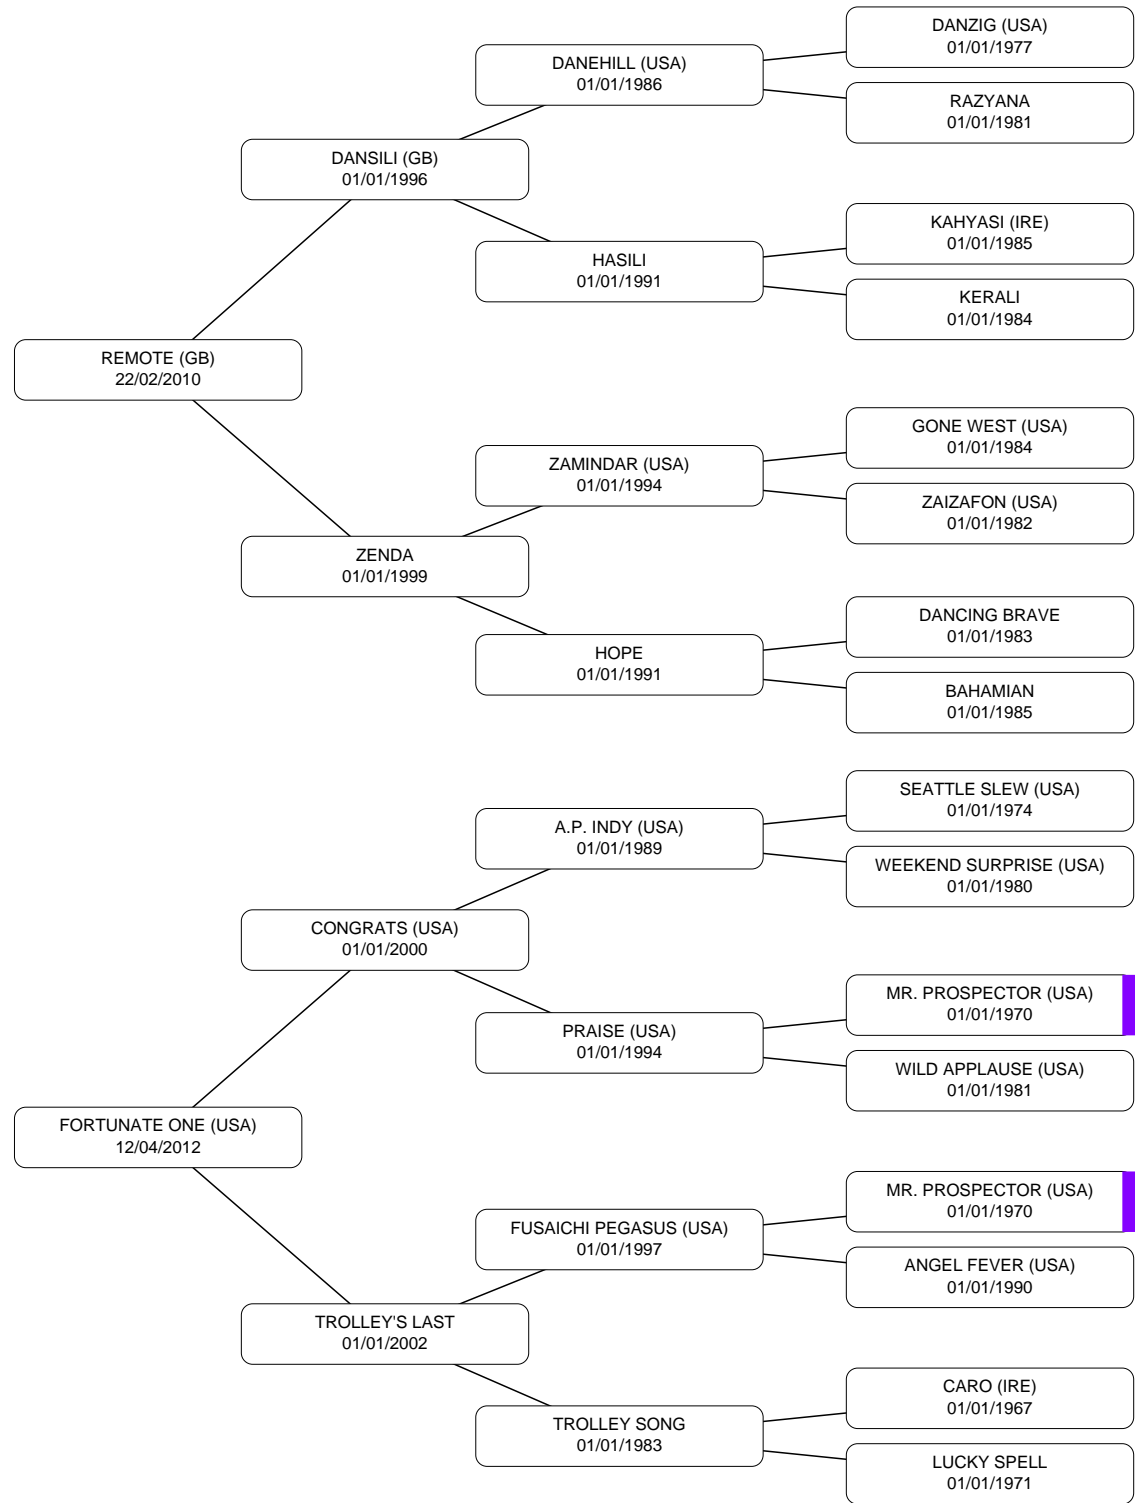 DANZIG (USA)
01/01/1977
DANEHILL (USA)
01/01/1986
RAZYANA
01/01/1981
DANSILI (GB)
01/01/1996
KAHYASI (IRE)
01/01/1985
HASILI
01/01/1991
KERALI
01/01/1984
REMOTE (GB)
22/02/2010
GONE WEST (USA)
01/01/1984
ZAMINDAR (USA)
01/01/1994
ZAIZAFON (USA)
01/01/1982
ZENDA
01/01/1999
DANCING BRAVE
01/01/1983
HOPE
01/01/1991
BAHAMIAN
01/01/1985
SEATTLE SLEW (USA)
01/01/1974
A.P. INDY (USA)
01/01/1989
WEEKEND SURPRISE (USA)
01/01/1980
CONGRATS (USA)
01/01/2000
MR. PROSPECTOR (USA)
01/01/1970
PRAISE (USA)
01/01/1994
WILD APPLAUSE (USA)
01/01/1981
FORTUNATE ONE (USA)
12/04/2012
MR. PROSPECTOR (USA)
01/01/1970
FUSAICHI PEGASUS (USA)
01/01/1997
ANGEL FEVER (USA)
01/01/1990
TROLLEY'S LAST
01/01/2002
CARO (IRE)
01/01/1967
TROLLEY SONG
01/01/1983
LUCKY SPELL
01/01/1971